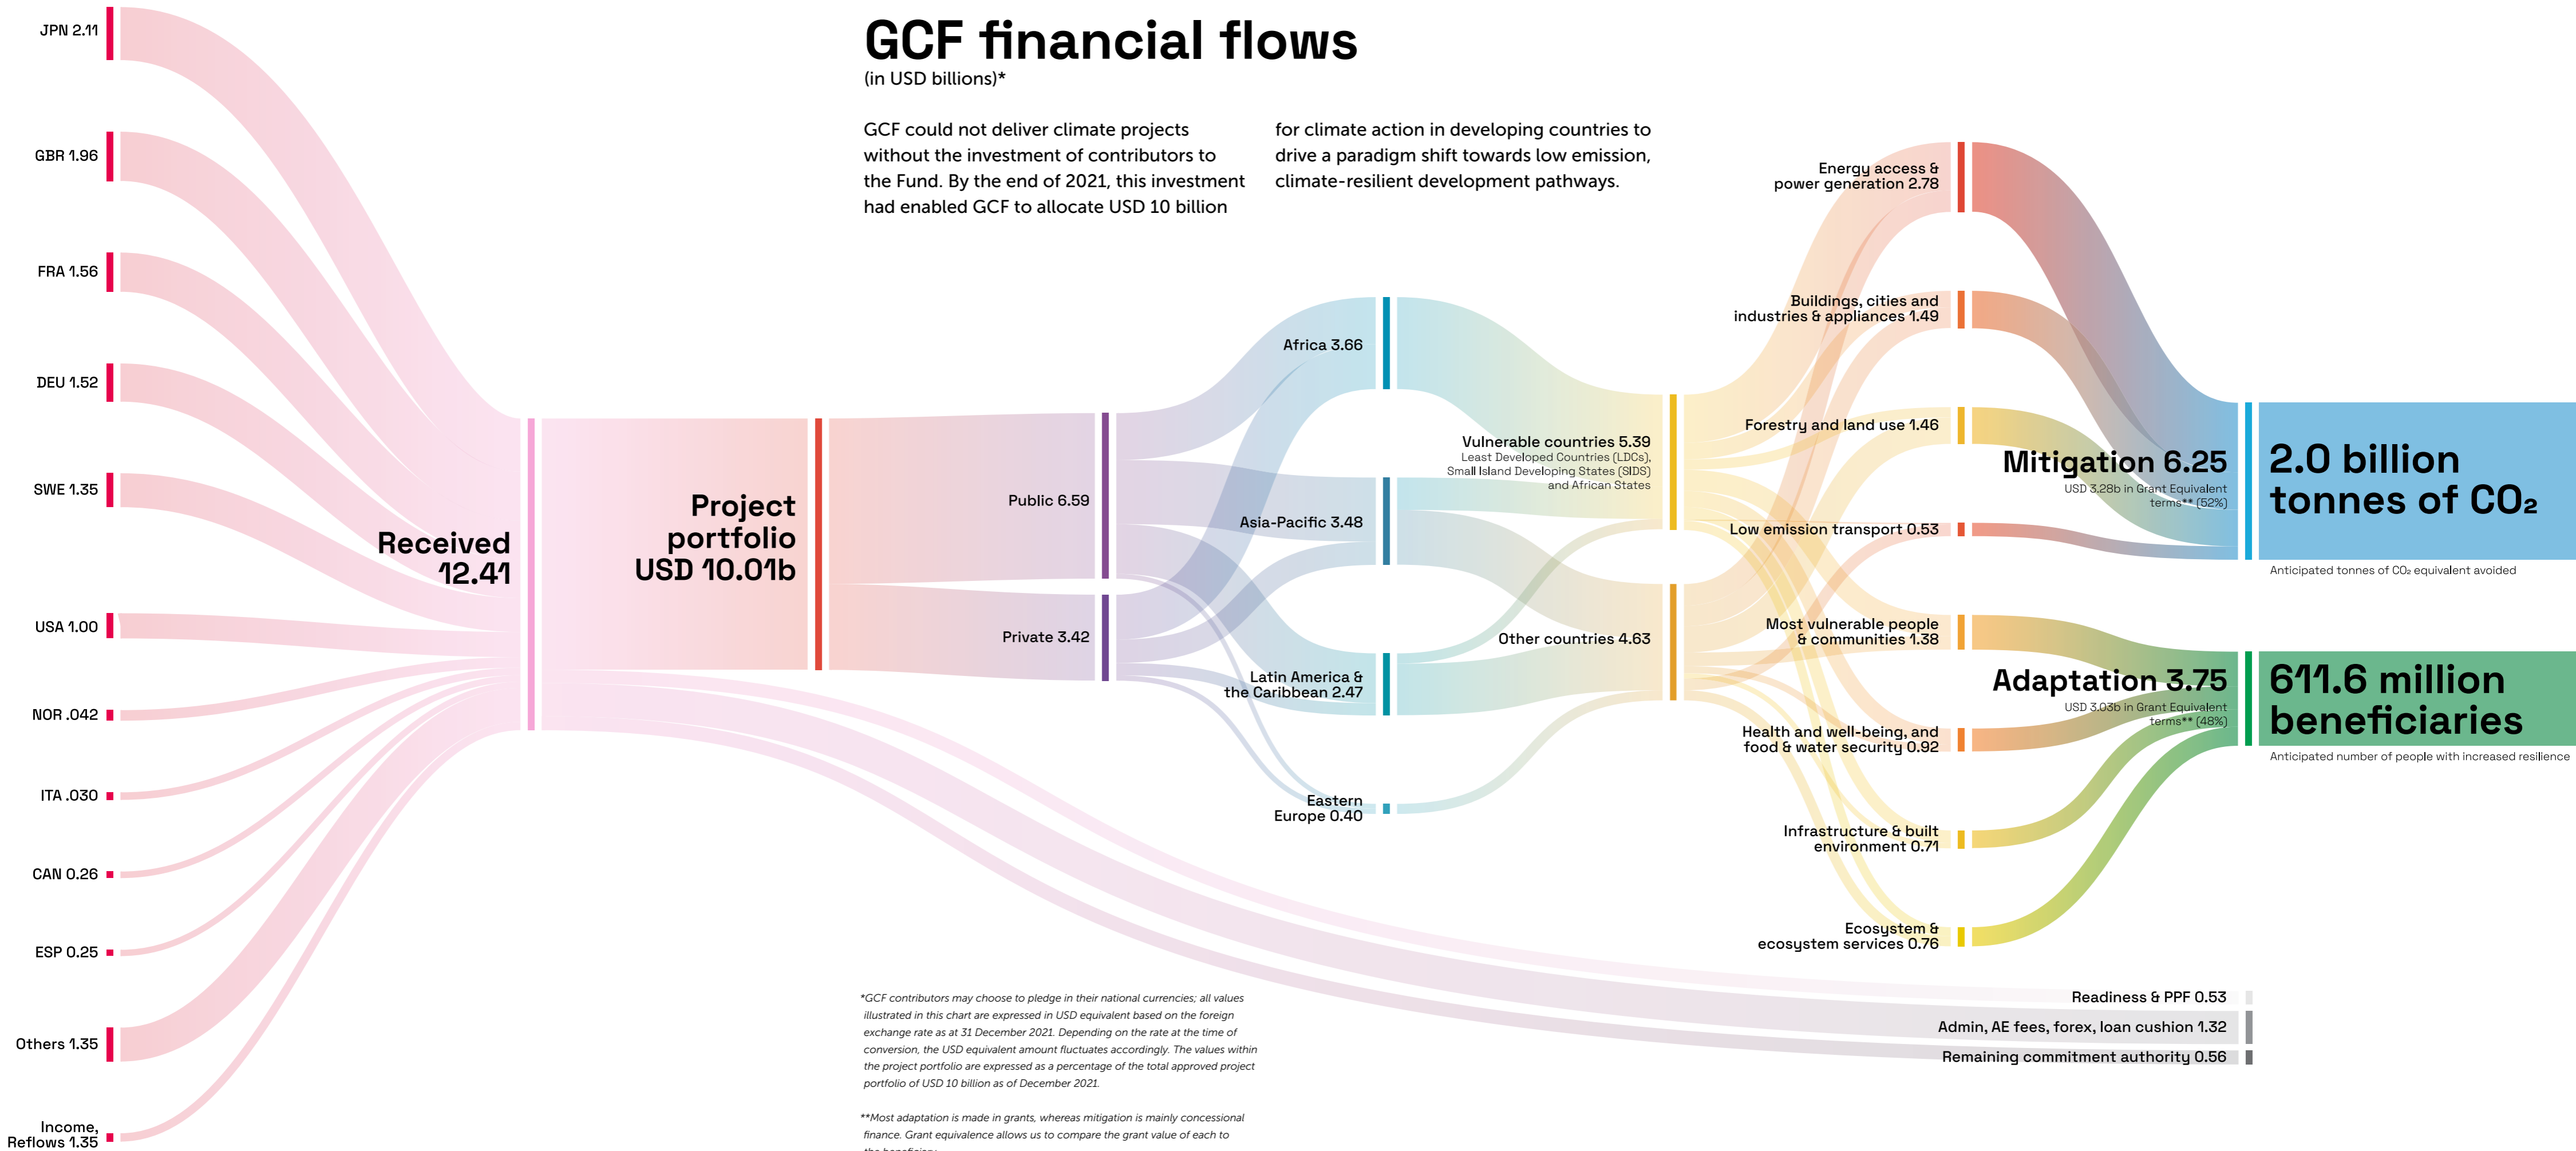 GCF financial flows
(in USD billions)*
GCF could not deliver climate projects
without the investment of contributors to
the Fund. By the end of 2021, this investment
had enabled GCF to allocate USD 10 billion
for climate action in developing countries to
drive a paradigm shift towards low emission,
climate-resilient development pathways.
JPN 2.11
GBR 1.96
FRA 1.56
DEU 1.52
SWE 1.35
USA 1.00
NOR .042
ITA .030
CAN 0.26
ESP 0.25
Others 1.35
Income,
Reflows 1.35
Received
12.41
Project
portfolio
USD 10.01b
Public 6.59
Private 3.42
Africa 3.66
Asia-Pacific 3.48
Latin America &
the Caribbean 2.47
Eastern
Europe 0.40
Vulnerable countries 5.39
Least Developed Countries (LDCs),
Small Island Developing States (SIDS)
and African States
Other countries 4.63
Energy access &
power generation 2.78
Buildings, cities and
industries & appliances 1.49
Forestry and land use 1.46
Low emission transport 0.53
Most vulnerable people
& communities 1.38
Health and well-being, and
food & water security 0.92
Infrastructure & built
environment 0.71
Ecosystem &
ecosystem services 0.76
Mitigation 6.25
USD 3.28b in Grant Equivalent
terms** (52%)
Adaptation 3.75
USD 3.03b in Grant Equivalent
terms** (48%)
2.0 billion
tonnes of CO₂
Anticipated tonnes of CO₂ equivalent avoided
611.6 million
beneficiaries
Anticipated number of people with increased resilience
Readiness & PPF 0.53
Admin, AE fees, forex, loan cushion 1.32
Remaining commitment authority 0.56
*GCF contributors may choose to pledge in their national currencies; all values
illustrated in this chart are expressed in USD equivalent based on the foreign
exchange rate as at 31 December 2021. Depending on the rate at the time of
conversion, the USD equivalent amount fluctuates accordingly. The values within
the project portfolio are expressed as a percentage of the total approved project
portfolio of USD 10 billion as of December 2021.
**Most adaptation is made in grants, whereas mitigation is mainly concessional
finance. Grant equivalence allows us to compare the grant value of each to